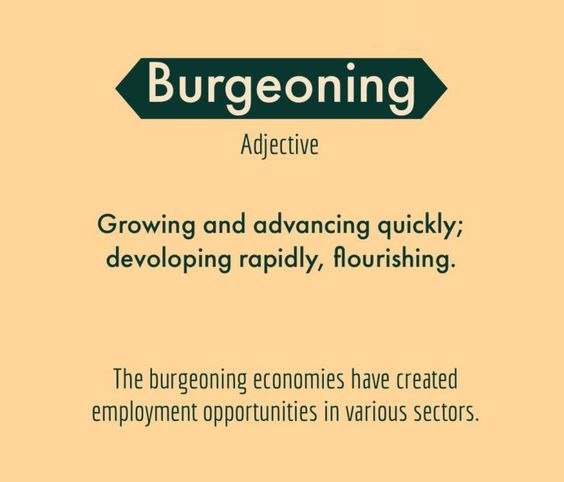 Burgeoning
Adjective
Growing and advancing quickly;
devoloping rapidly, flourishing.
The burgeoning economies have created
employment opportunities in various sectors.